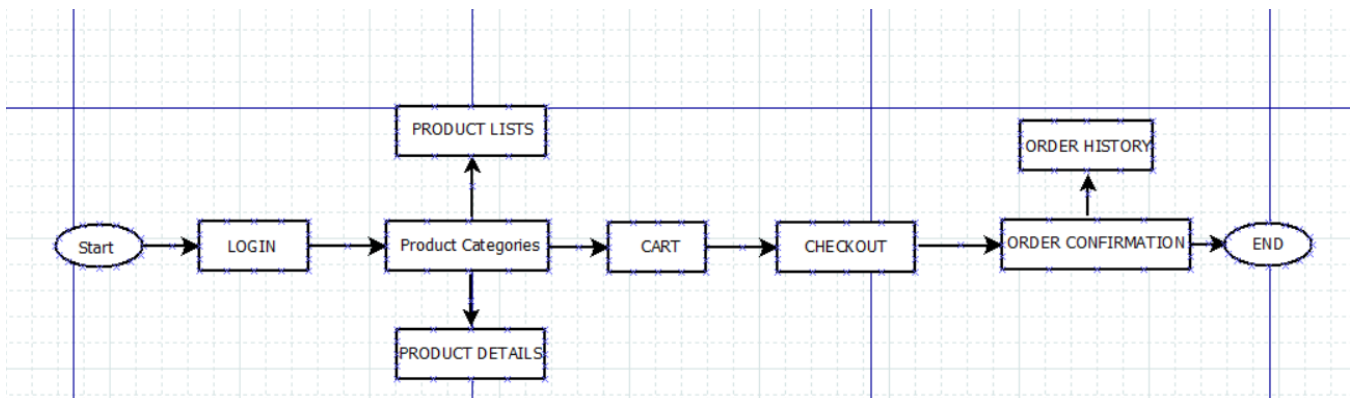 PRODUCT LISTS
ORDER HISTORY
Start
LOGIN
Product Categories
CART
CHECKOUT
ORDER CONFIRMATION
END
PRODUCT DETAILS